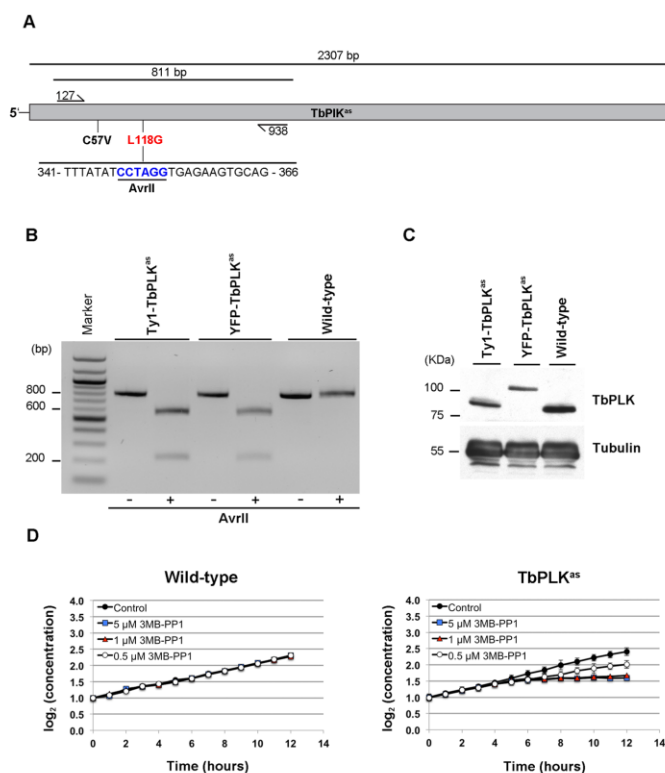 A
2307 bp
811 bp
127
5'
TbPlK^as
938
C57V
L118G
341- TTTATATCCTAGGTGAGAAGTGCAG - 366
AvrII
B
Marker
Ty1-TbPLK^as
YFP-TbPLK^as
Wild-type
(bp)
800
600
200
- + - + - +
AvrII
C
Ty1-TbPLK^as
YFP-TbPLK^as
Wild-type
(KDa)
100
75
TbPLK
55
Tubulin
D
Wild-type
log2 (concentration)
4.0
3.5
3.0
2.5
2.0
1.5
1.0
0.5
0.0
Control
5 µM 3MB-PP1
1 µM 3MB-PP1
0.5 µM 3MB-PP1
0 2 4 6 8 10 12 14
Time (hours)
TbPLK^as
log2 (concentration)
4.0
3.5
3.0
2.5
2.0
1.5
1.0
0.5
0.0
Control
5 µM 3MB-PP1
1 µM 3MB-PP1
0.5 µM 3MB-PP1
0 2 4 6 8 10 12 14
Time (hours)